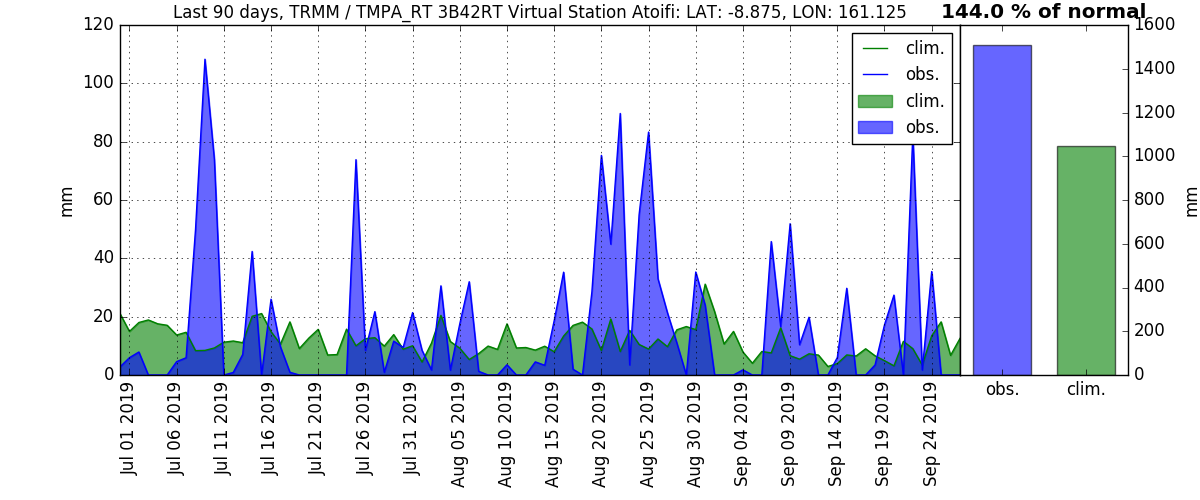 Last 90 days, TRMM / TMPA_RT 3B42RT Virtual Station Atoifi: LAT: -8.875, LON: 161.125
144.0 % of normal
120
100
80
60
40
20
0
mm
clim.
obs.
clim.
obs.
1600
1400
1200
1000
800
600
400
200
0
mm
obs.
clim.
Jul 01 2019
Jul 06 2019
Jul 11 2019
Jul 16 2019
Jul 21 2019
Jul 26 2019
Jul 31 2019
Aug 05 2019
Aug 10 2019
Aug 15 2019
Aug 20 2019
Aug 25 2019
Aug 30 2019
Sep 04 2019
Sep 09 2019
Sep 14 2019
Sep 19 2019
Sep 24 2019